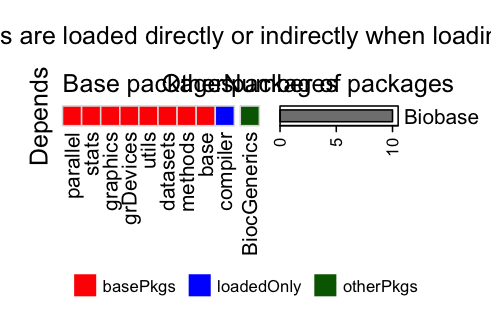 s are loaded directly or indirectly when loadin
Base packages
Other packages
Number of packages
Depends
Biobase
parallel
stats
graphics
grDevices
utils
datasets
methods
base
compiler
BiocGenerics
0
5
10
basePkgs
loadedOnly
otherPkgs